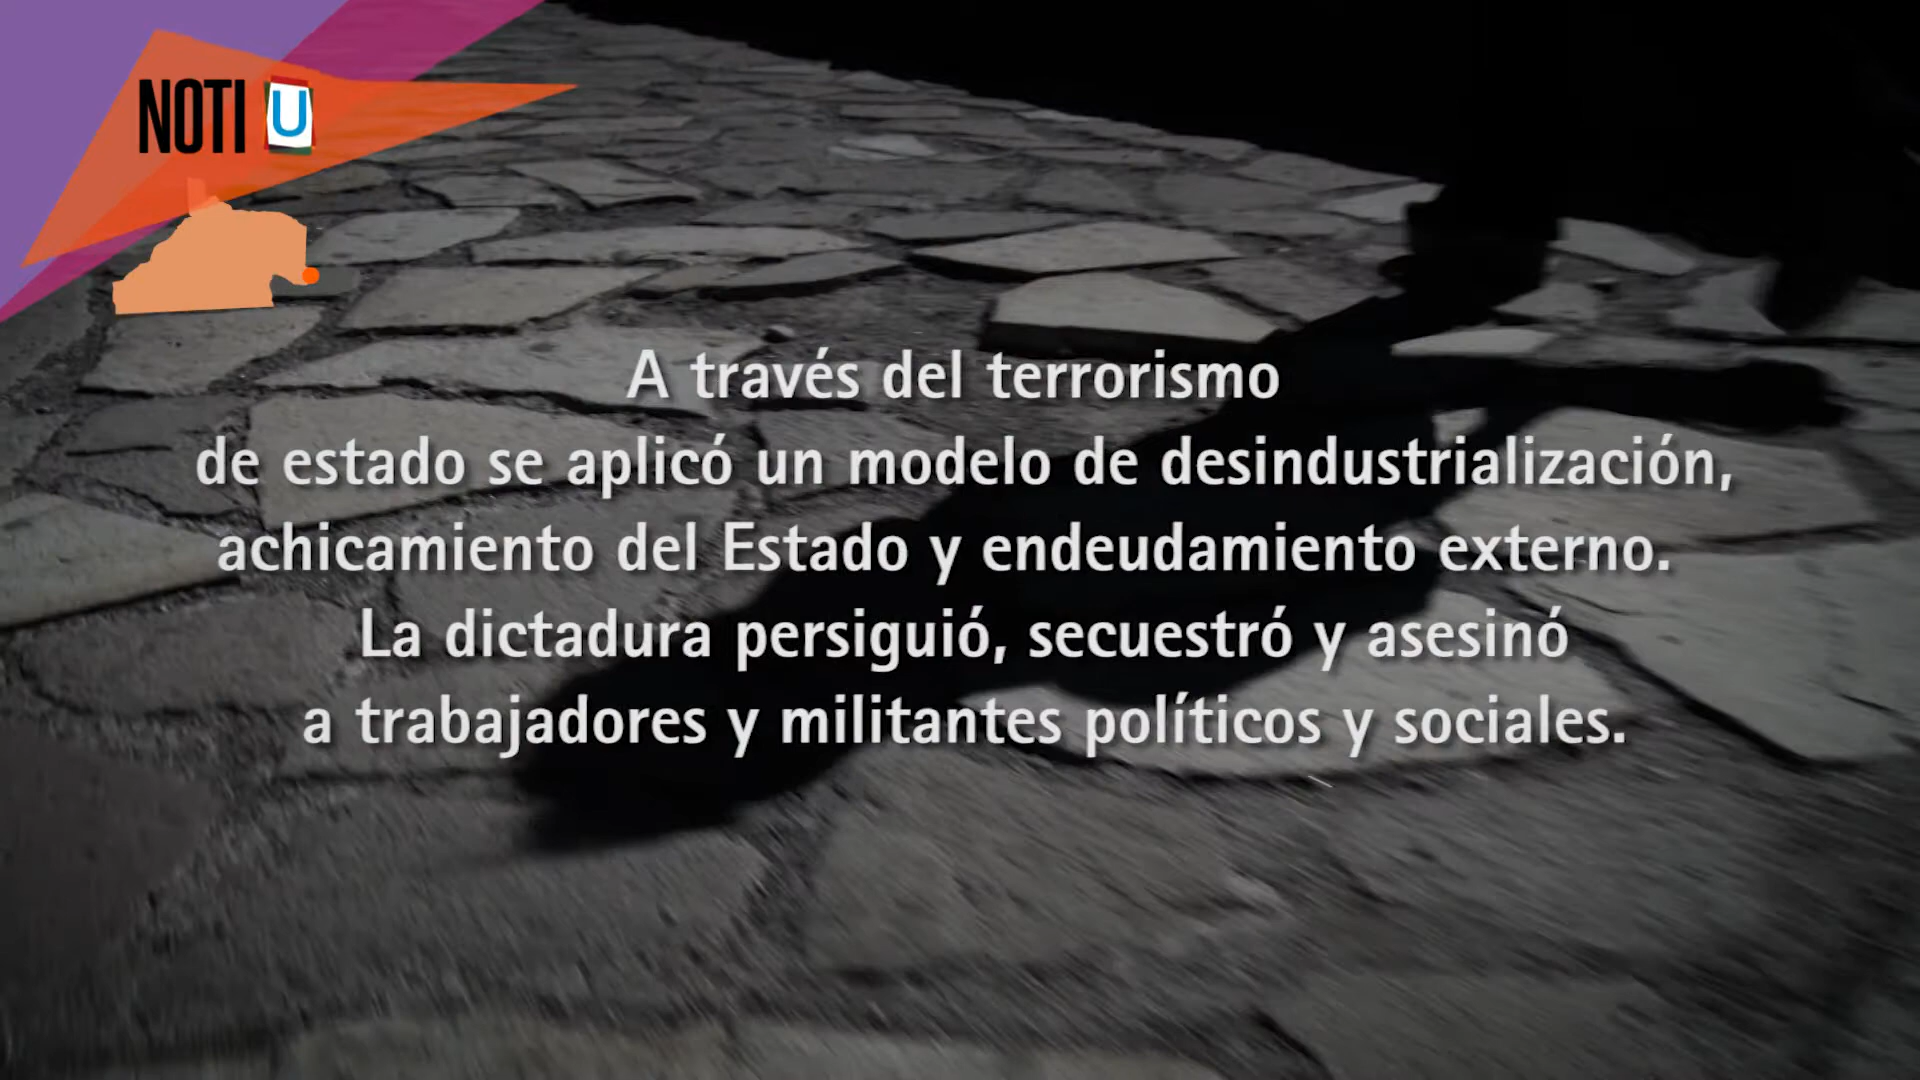 NOTI U
A través del terrorismo
de estado se aplicó un modelo de desindustrialización,
achicamiento del Estado y endeudamiento externo.
La dictadura persiguió, secuestró y asesinó
a trabajadores y militantes políticos y sociales.